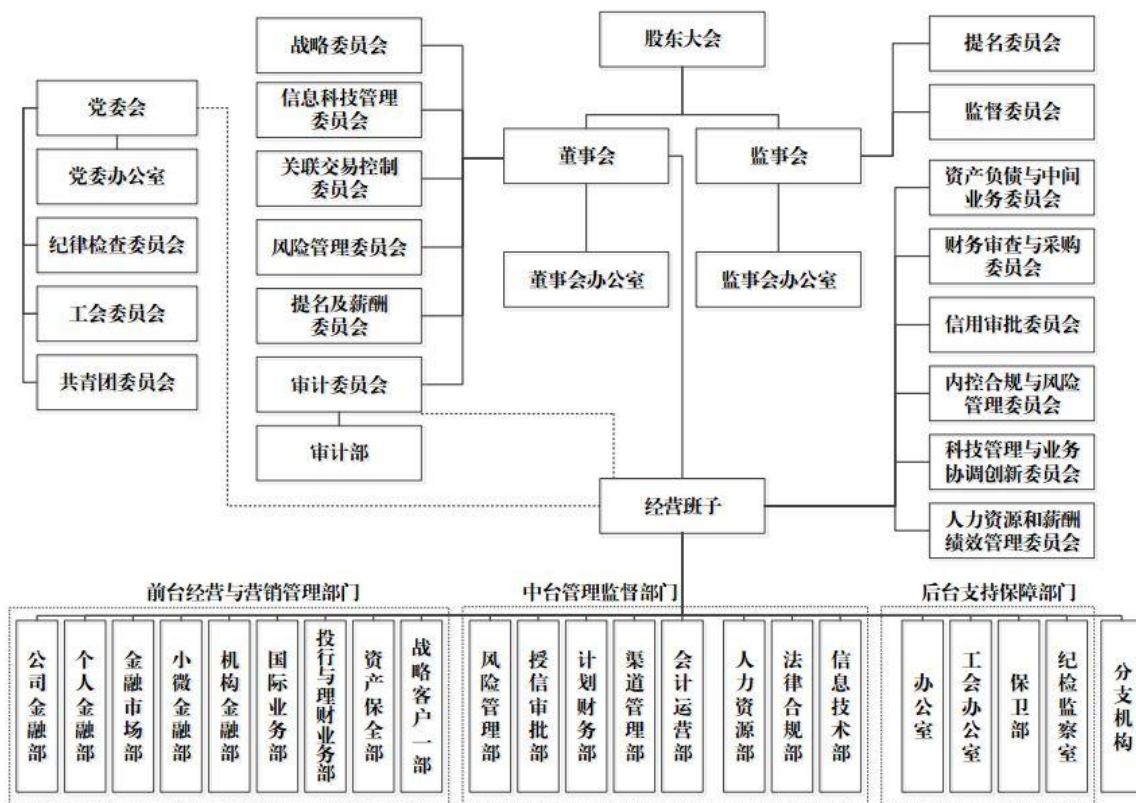 股东大会
党委会
党委办公室
纪律检查委员会
工会委员会
共青团委员会
战略委员会
信息科技管理
委员会
关联交易控制
委员会
风险管理委员会
提名及薪酬
委员会
审计委员会
审计部
董事会
监事会
董事会办公室
监事会办公室
提名委员会
监督委员会
资产负债与中间
业务委员会
财务审查与采购
委员会
信用审批委员会
内控合规与风险
管理委员会
科技管理与业务
协调创新委员会
人力资源和薪酬
绩效管理委员会
经营班子
前台经营与营销管理部门
公司金融部
个人金融部
金融市场部
小微金融部
机构金融部
国际业务部
投行与理财业务部
资产保全部
战略客户一部
中台管理监督部门
风险管理部
授信审批部
计划财务部
渠道管理部
会计运营部
人力资源部
法律合规部
信息技术部
后台支持保障部门
办公室
工会办公室
保卫部
纪检监察室
分支机构